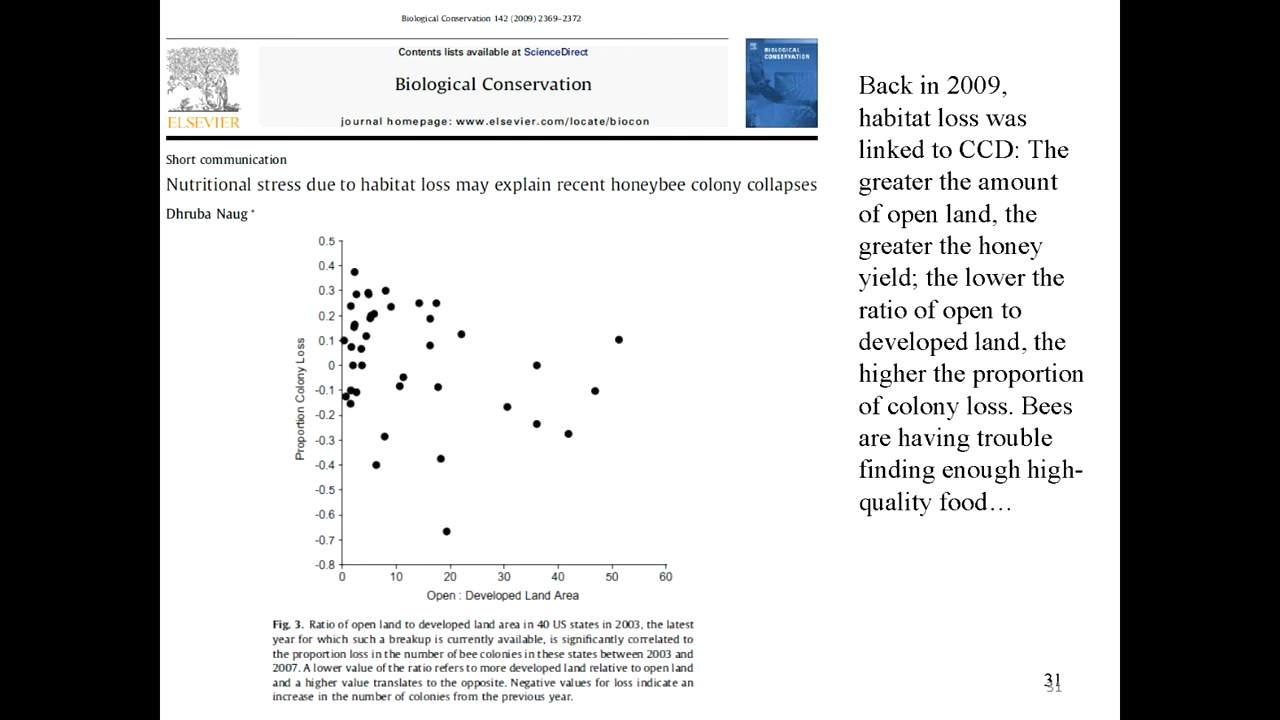 Biological Conservation 142 (2009) 2369–2372
Contents lists available at ScienceDirect
Biological Conservation
journal homepage: www.elsevier.com/locate/biocon
ELSEVIER
BIOLOGICAL
CONSERVATION
Short communication
Nutritional stress due to habitat loss may explain recent honeybee colony collapses
Dhruba Naug *
0.5
0.4
0.3
0.2
0.1
0
-0.1
-0.2
-0.3
-0.4
-0.5
-0.6
-0.7
-0.8
Proportion Colony Loss
0 10 20 30 40 50 60
Open : Developed Land Area
Fig. 3. Ratio of open land to developed land area in 40 US states in 2003, the latest
year for which such a breakup is currently available, is significantly correlated to
the proportion loss in the number of bee colonies in these states between 2003 and
2007. A lower value of the ratio refers to more developed land relative to open land
and a higher value translates to the opposite. Negative values for loss indicate an
increase in the number of colonies from the previous year.
Back in 2009,
habitat loss was
linked to CCD: The
greater the amount
of open land, the
greater the honey
yield; the lower the
ratio of open to
developed land, the
higher the proportion
of colony loss. Bees
are having trouble
finding enough high-
quality food…
31
31